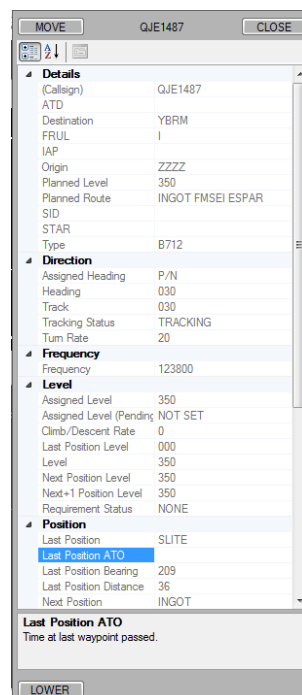 MOVE QJE1487 CLOSE
Details
(Callsign) QJE1487
ATD
Destination YBRM
FRUL I
IAP
Origin ZZZZ
Planned Level 350
Planned Route INGOT FMSEI ESPAR
SID
STAR
Type B712
Direction
Assigned Heading P/N
Heading 030
Track 030
Tracking Status TRACKING
Turn Rate 20
Frequency
Frequency 123800
Level
Assigned Level 350
Assigned Level (Pending NOT SET
Climb/Descent Rate 0
Last Position Level 000
Level 350
Next Position Level 350
Next+1 Position Level 350
Requirement Status NONE
Position
Last Position SLITE
Last Position ATO
Last Position Bearing 209
Last Position Distance 36
Next Position INGOT
Last Position ATO
Time at last waypoint passed.
LOWER